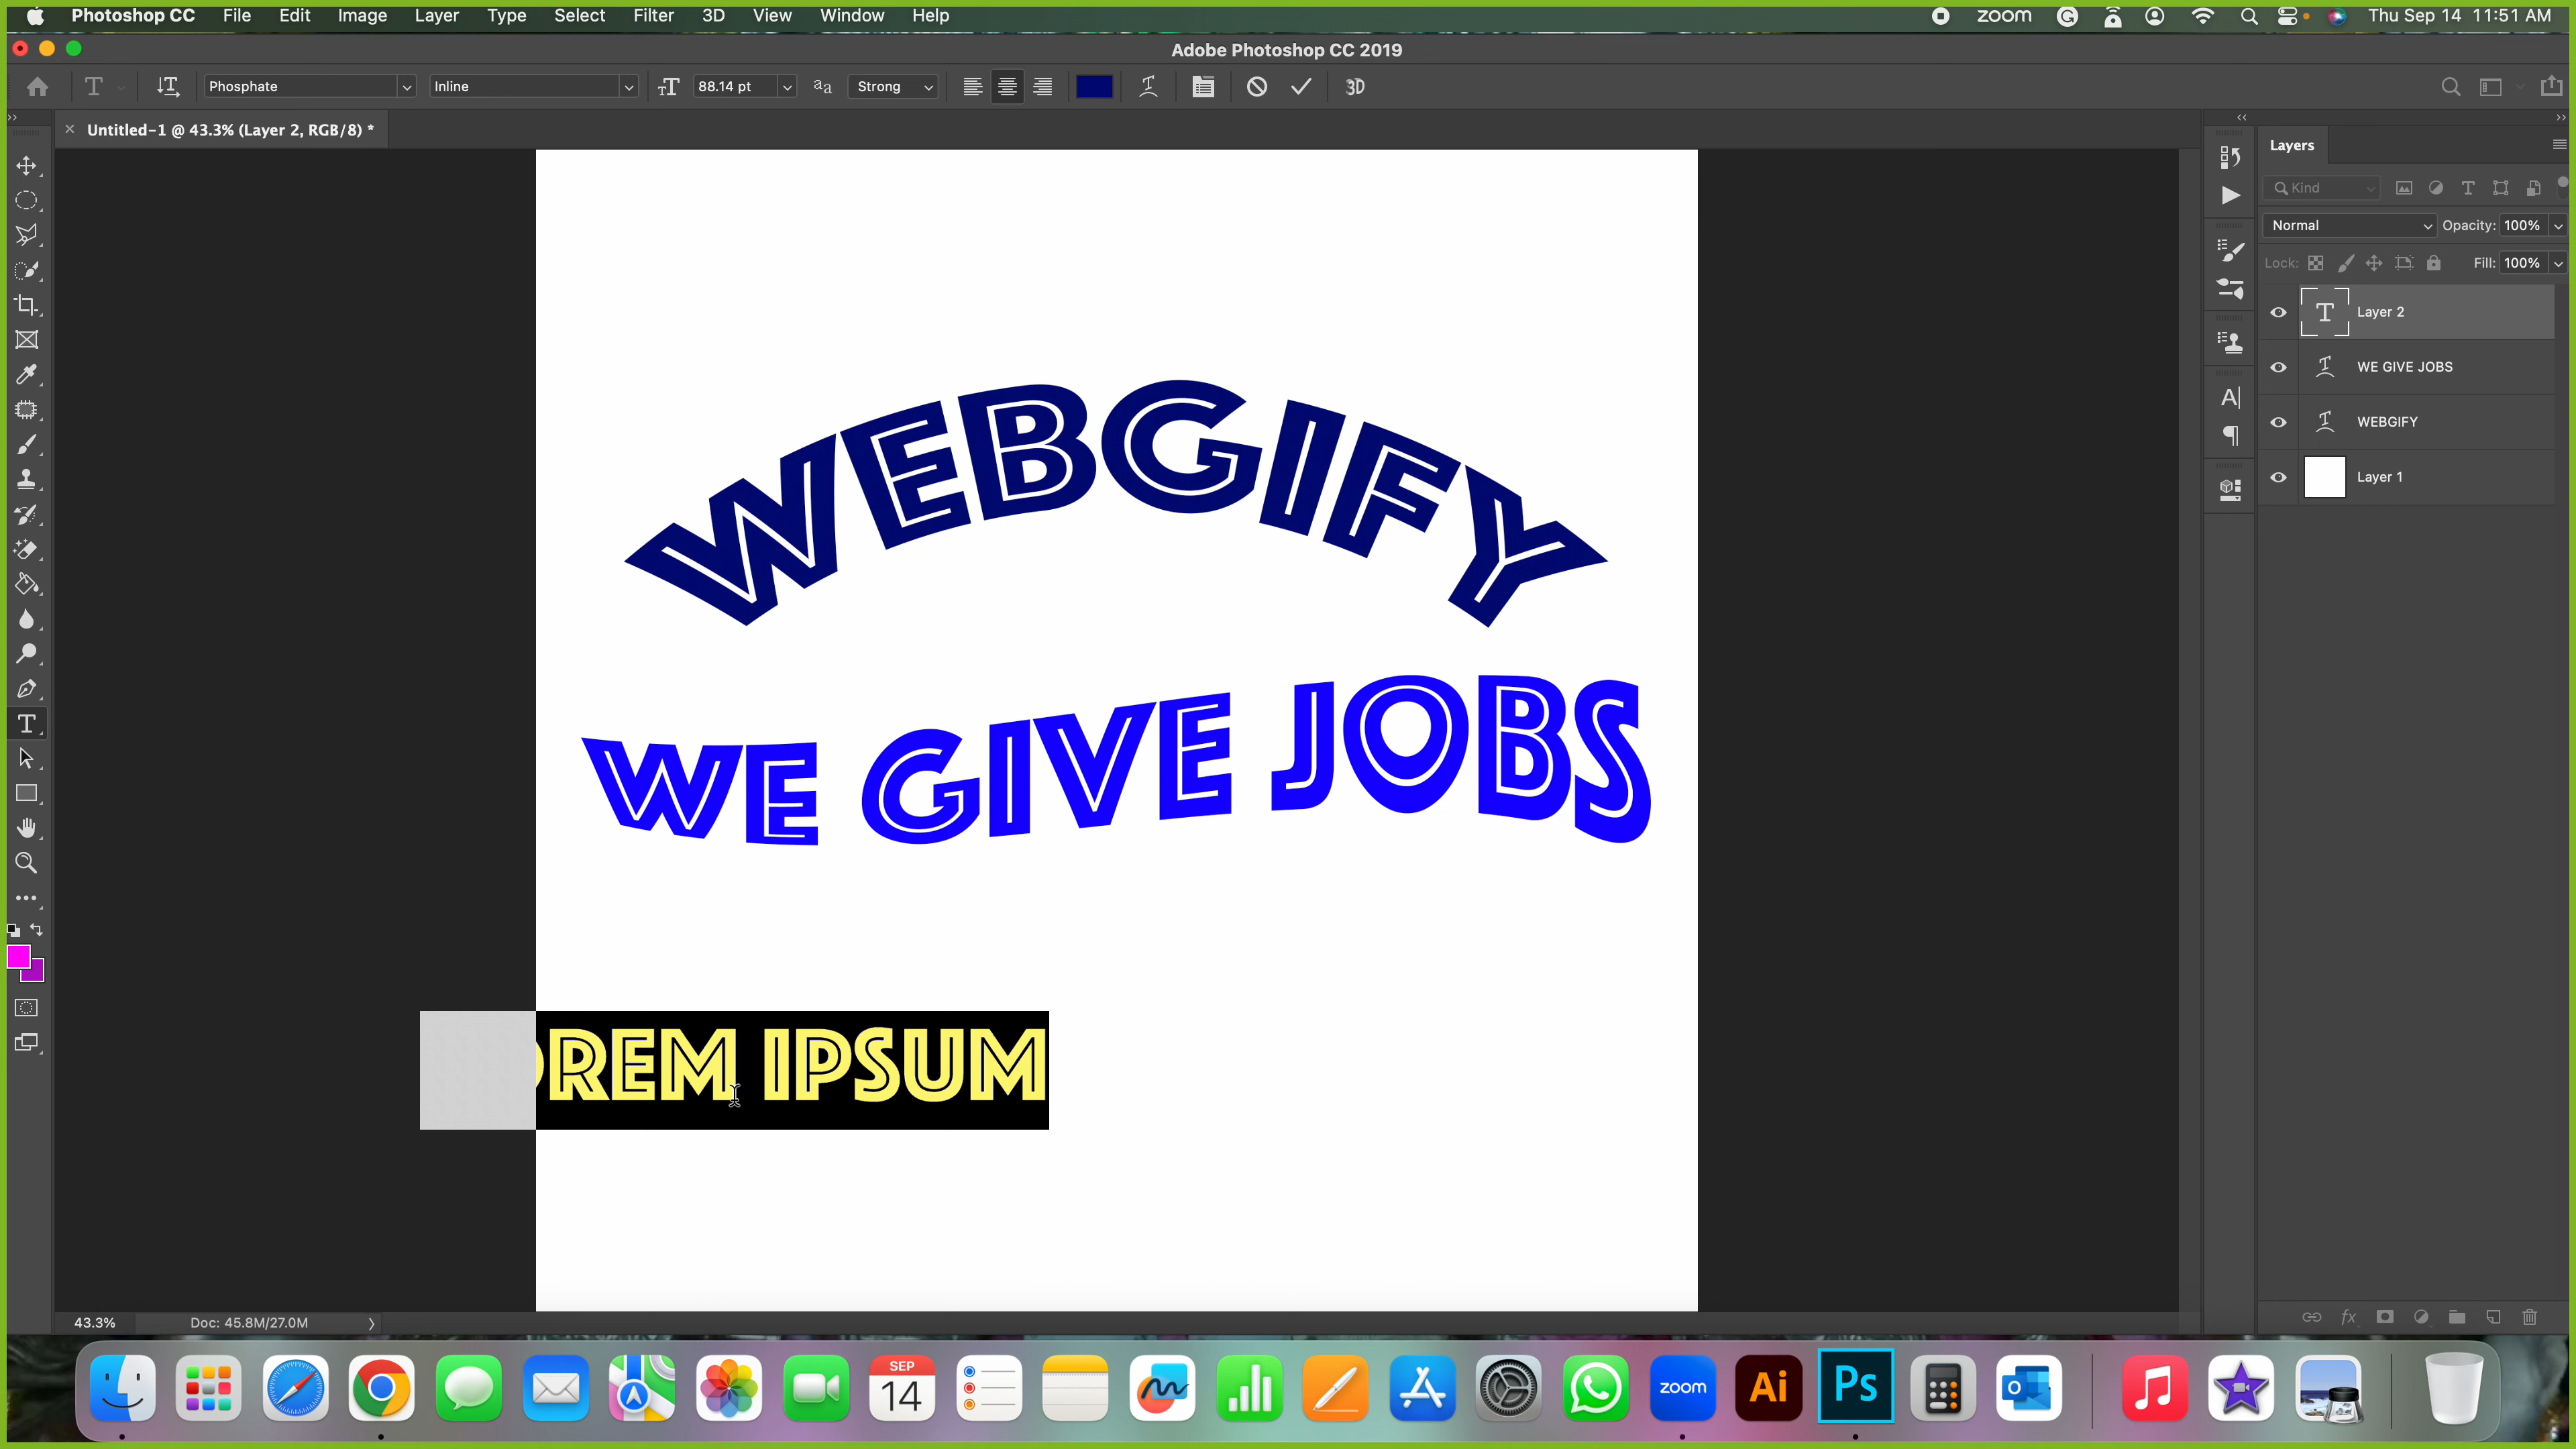 Photoshop CC File Edit Image Layer Type Select Filter 3D View Window Help zoom Thu Sep 14 11:51 AM
Adobe Photoshop CC 2019
Phosphate Inline 88.14 pt Strong 3D
Untitled-1 @ 43.3% (Layer 2, RGB/8) *
Layers
Kind
Normal Opacity: 100%
Lock: Fill: 100%
Layer 2
WE GIVE JOBS
WEBGIFY
Layer 1
WEBGIFY
WE GIVE JOBS
OREM IPSUM
43.3% Doc: 45.8M/27.0M
SEP
14
zoom
Ai
Ps